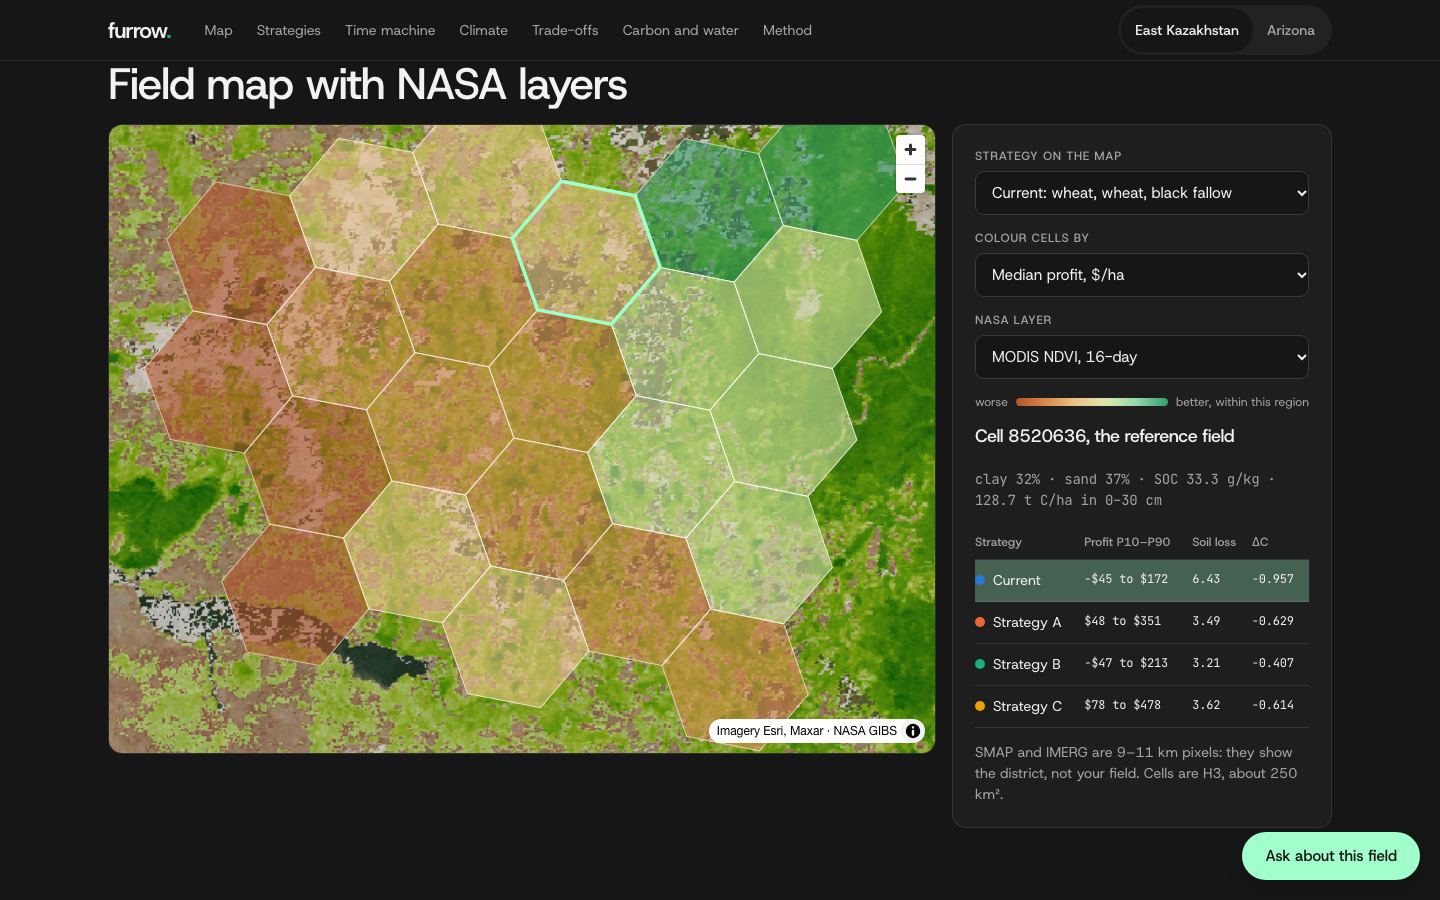 furrow.
Map
Strategies
Time machine
Climate
Trade-offs
Carbon and water
Method
East Kazakhstan
Arizona
Field map with NASA layers
+
−
Imagery Esri, Maxar · NASA GIBS
STRATEGY ON THE MAP
Current: wheat, wheat, black fallow
COLOUR CELLS BY
Median profit, $/ha
NASA LAYER
MODIS NDVI, 16-day
worse
better, within this region
Cell 8520636, the reference field
clay 32% · sand 37% · SOC 33.3 g/kg ·
128.7 t C/ha in 0–30 cm
Strategy Profit P10–P90 Soil loss ΔC
Current -$45 to $172 6.43 -0.957
Strategy A $48 to $351 3.49 -0.629
Strategy B -$47 to $213 3.21 -0.407
Strategy C $78 to $478 3.62 -0.614
SMAP and IMERG are 9–11 km pixels: they show
the district, not your field. Cells are H3, about 250
km².
Ask about this field